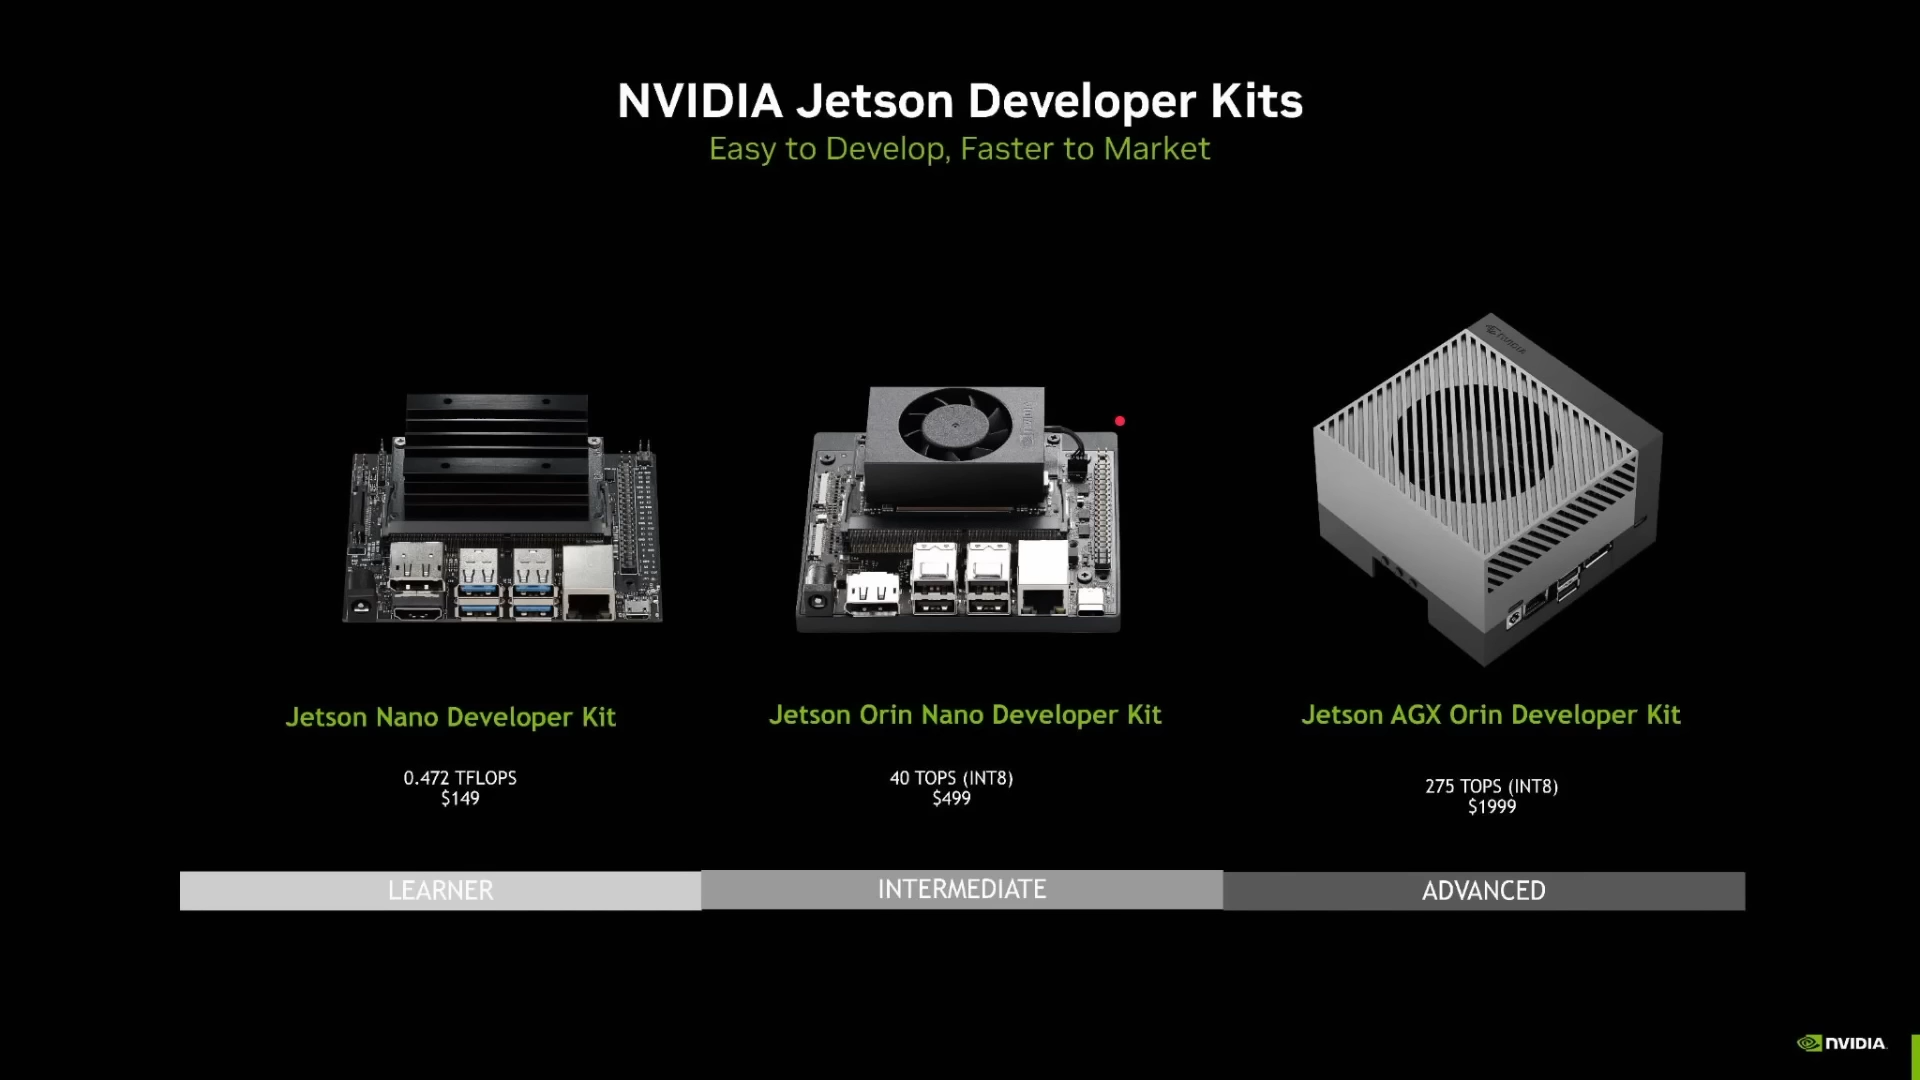 NVIDIA Jetson Developer Kits
Easy to Develop, Faster to Market
NVIDIA
NVIDIA
Jetson Nano Developer Kit
0.472 TFLOPS
$149
Jetson Orin Nano Developer Kit
40 TOPS (INT8)
$499
Jetson AGX Orin Developer Kit
275 TOPS (INT8)
$1999
LEARNER
INTERMEDIATE
ADVANCED
NVIDIA